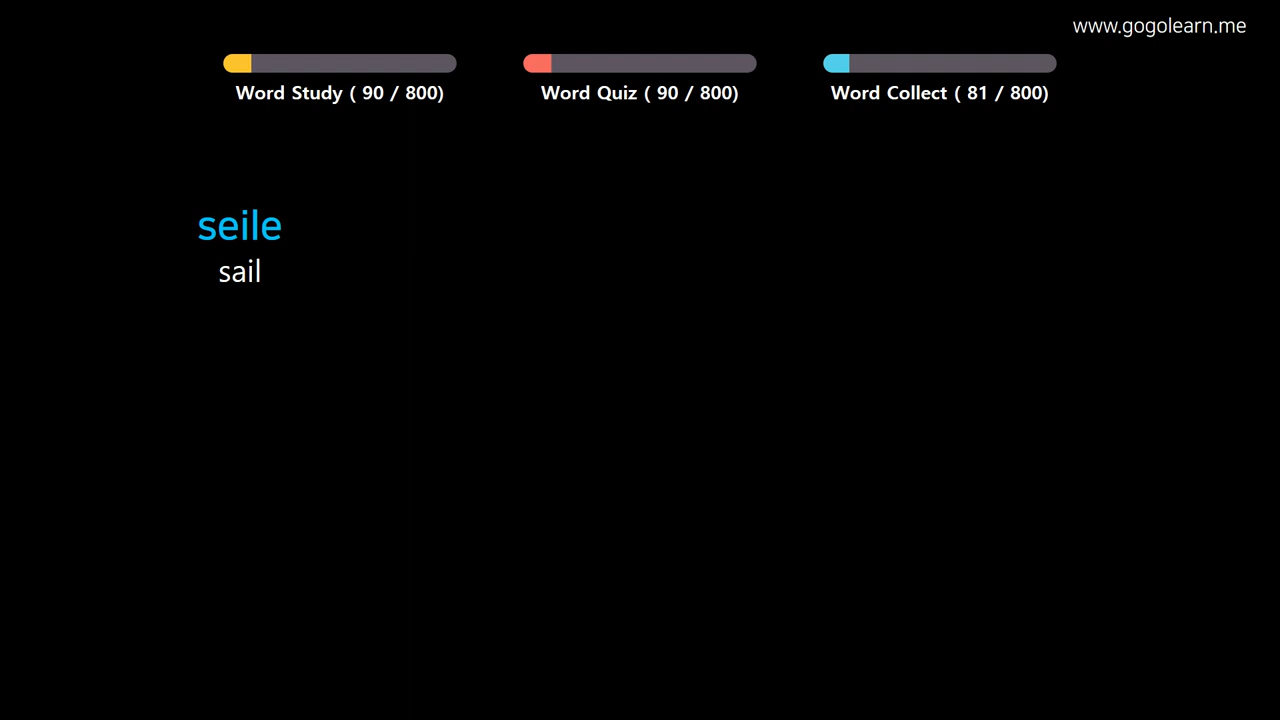 www.gogolearn.me
Word Study ( 90 / 800)
Word Quiz ( 90 / 800)
Word Collect ( 81 / 800)
seile
sail